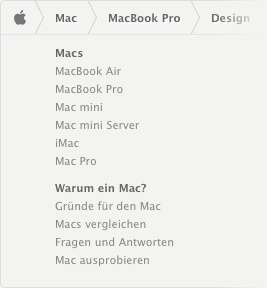 Mac MacBook Pro Design
Macs
MacBook Air
MacBook Pro
Mac mini
Mac mini Server
iMac
Mac Pro
Warum ein Mac?
Gründe für den Mac
Macs vergleichen
Fragen und Antworten
Mac ausprobieren